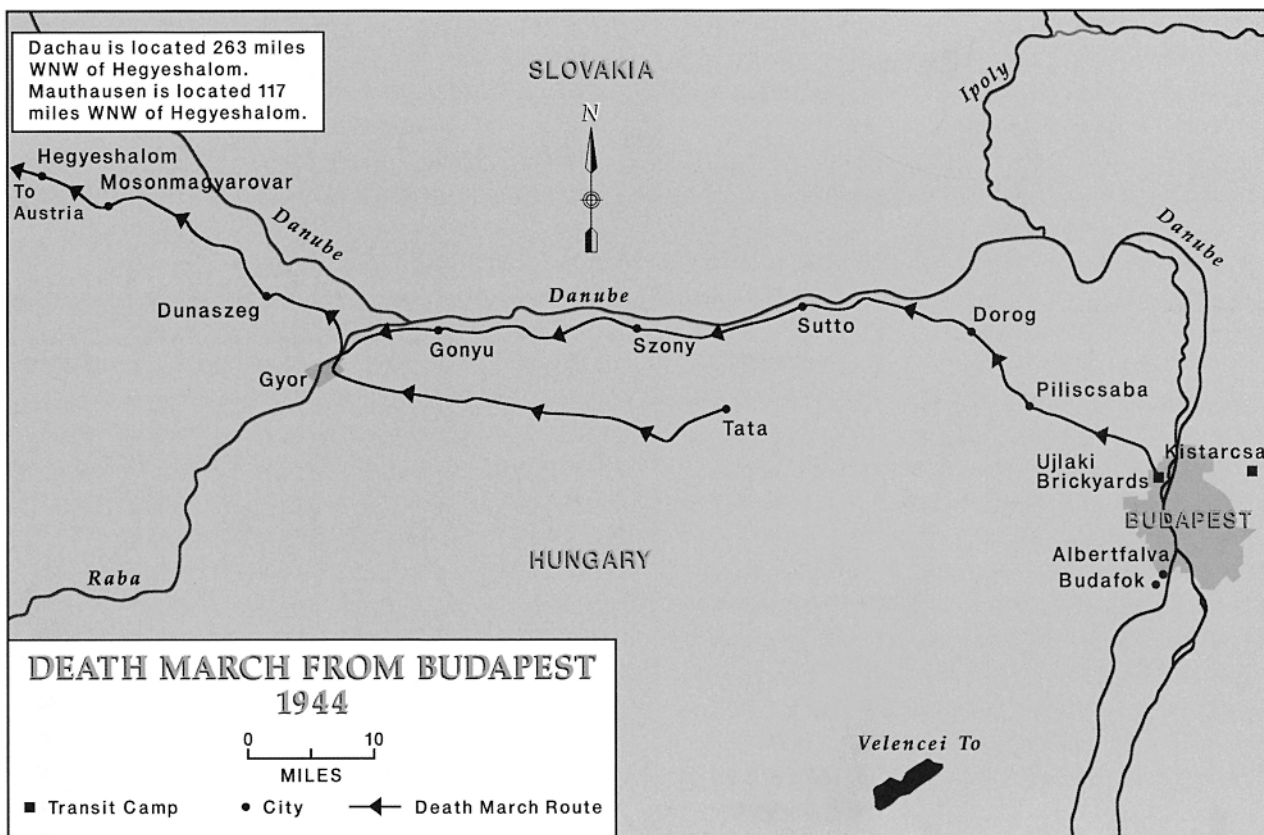 Dachau is located 263 miles
WNW of Hegyeshalom.
Mauthausen is located 117
miles WNW of Hegyeshalom.
SLOVAKIA
Ipoly
N
Hegyeshalom
To
Austria
Mosonmagyarovar
Danube
Danube
Danube
Dunaszeg
Gonyu
Szony
Sutto
Dorog
Gyor
Piliscsaba
Tata
Kistarcsa
Ujlaki
Brickyards
BUDAPEST
HUNGARY
Albertfalva
Budafok
Raba
DEATH MARCH FROM BUDAPEST
1944
0 10
MILES
Velencei To
Transit Camp City Death March Route